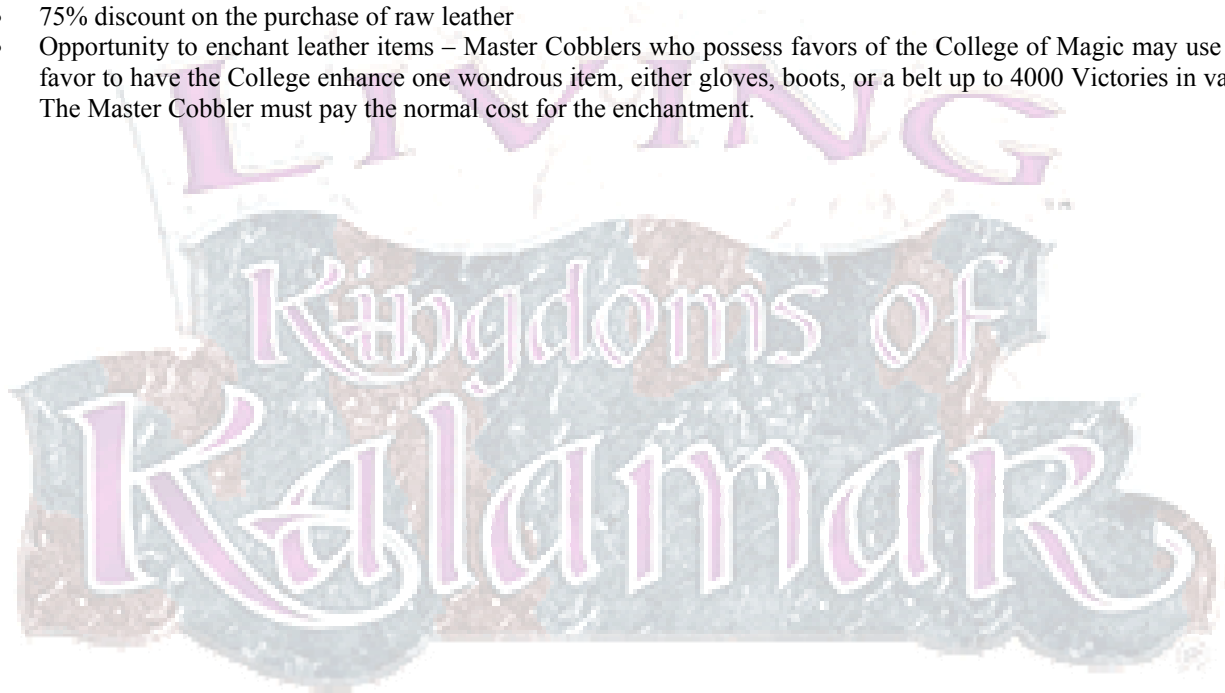 75% discount on the purchase of raw leather
Opportunity to enchant leather items – Master Cobblers who possess favors of the College of Magic may use
favor to have the College enhance one wondrous item, either gloves, boots, or a belt up to 4000 Victories in
The Master Cobbler must pay the normal cost for the enchantment.
LIVING
Kingdoms of
Kalamar